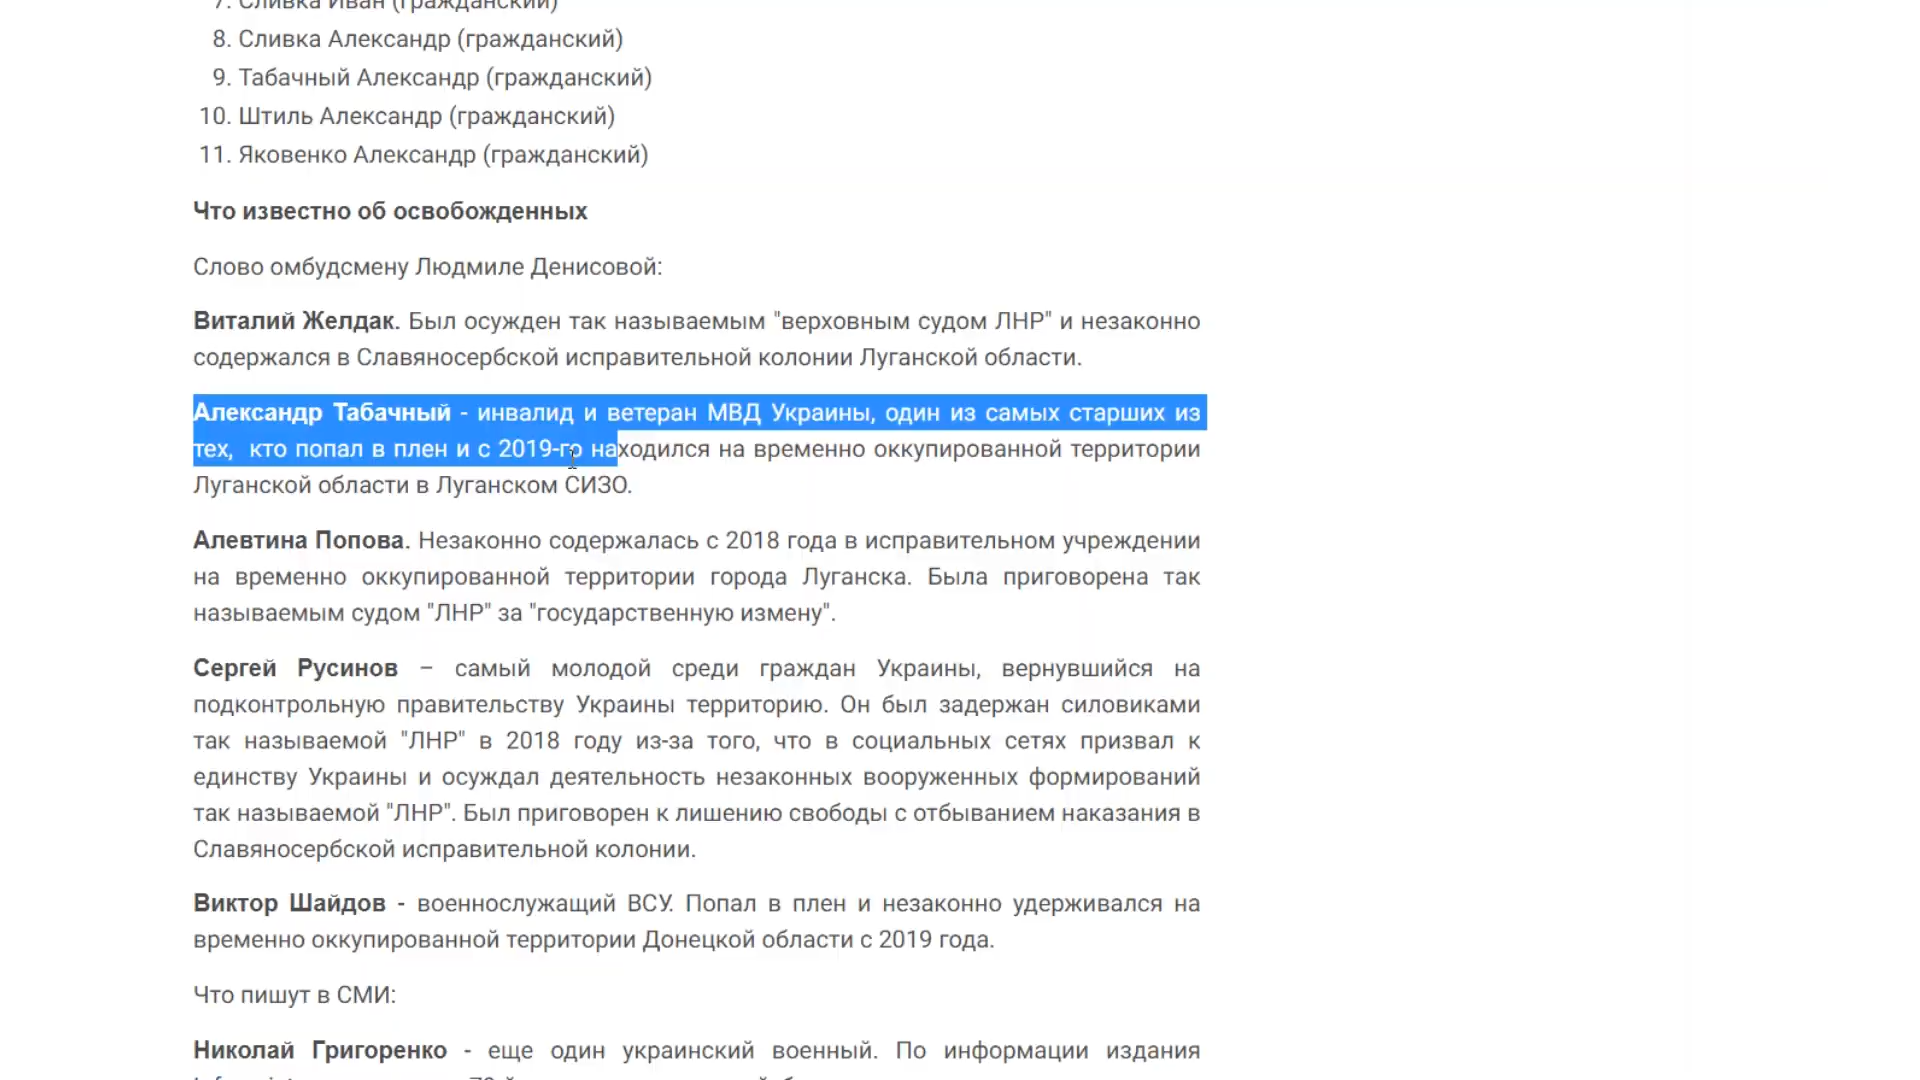 7. Сливка Иван (гражданский)
8. Сливка Александр (гражданский)
9. Табачный Александр (гражданский)
10. Штиль Александр (гражданский)
11. Яковенко Александр (гражданский)
Что известно об освобожденных
Слово омбудсмену Людмиле Денисовой:
Виталий Желдак. Был осужден так называемым "верховным судом ЛНР" и незаконно
содержался в Славяносербской исправительной колонии Луганской области.
Александр Табачный - инвалид и ветеран МВД Украины, один из самых старших из
тех, кто попал в плен и с 2019-го находился на временно оккупированной территории
Луганской области в Луганском СИЗО.
Алевтина Попова. Незаконно содержалась с 2018 года в исправительном учреждении
на временно оккупированной территории города Луганска. Была приговорена так
называемым судом "ЛНР" за "государственную измену".
Сергей Русинов – самый молодой среди граждан Украины, вернувшийся на
подконтрольную правительству Украины территорию. Он был задержан силовиками
так называемой "ЛНР" в 2018 году из-за того, что в социальных сетях призвал к
единству Украины и осуждал деятельность незаконных вооруженных формирований
так называемой "ЛНР". Был приговорен к лишению свободы с отбыванием наказания в
Славяносербской исправительной колонии.
Виктор Шайдов - военнослужащий ВСУ. Попал в плен и незаконно удерживался на
временно оккупированной территории Донецкой области с 2019 года.
Что пишут в СМИ:
Николай Григоренко - еще один украинский военный. По информации издания